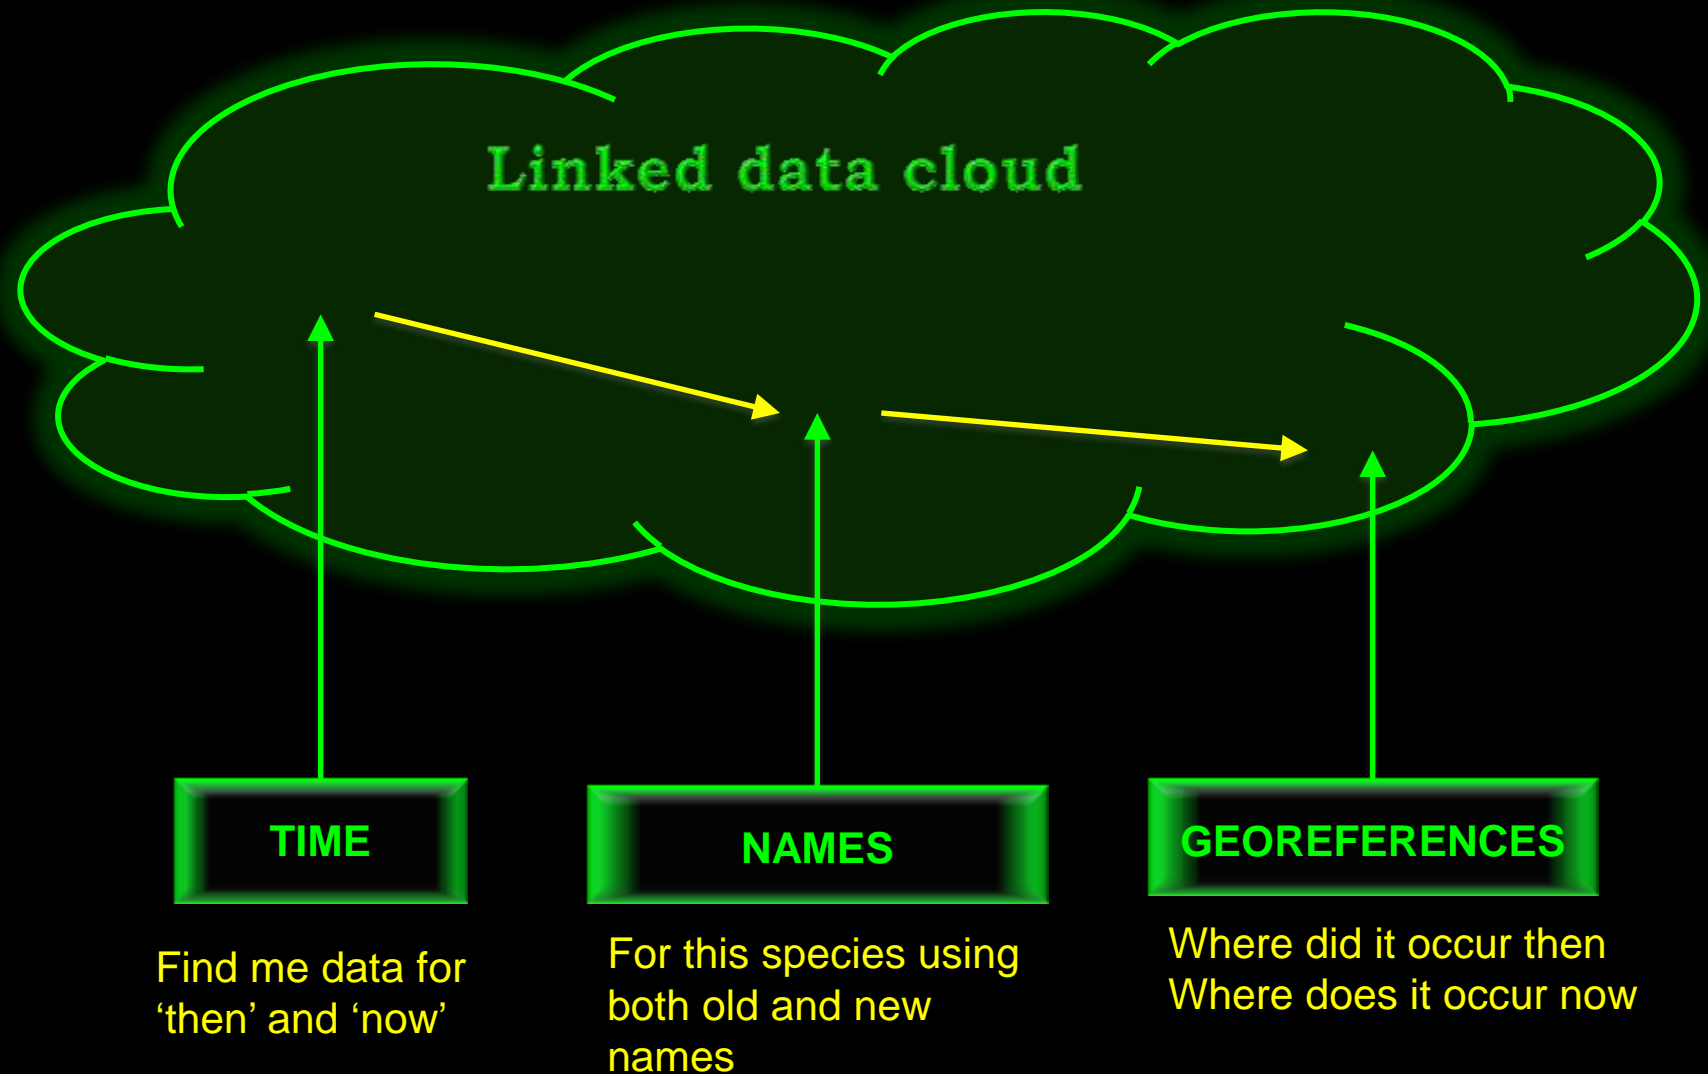 Linked data cloud
TIME
NAMES
GEOREFERENCES
Find me data for
‘then’ and ‘now’
For this species using
both old and new
names
Where did it occur then
Where does it occur now